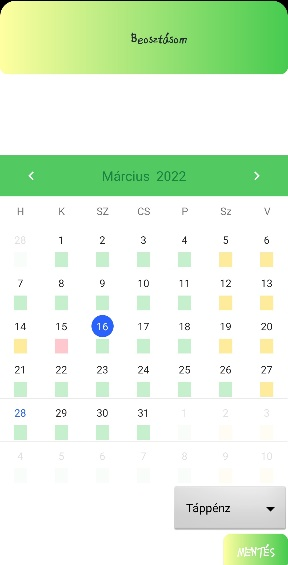 Beosztásom
Március 2022
H K SZ CS P Sz V
28 1 2 3 4 5 6
7 8 9 10 11 12 13
14 15 16 17 18 19 20
21 22 23 24 25 26 27
28 29 30 31 1 2 3
4 5 6 7 8 9 10
Táppénz
MENTÉS